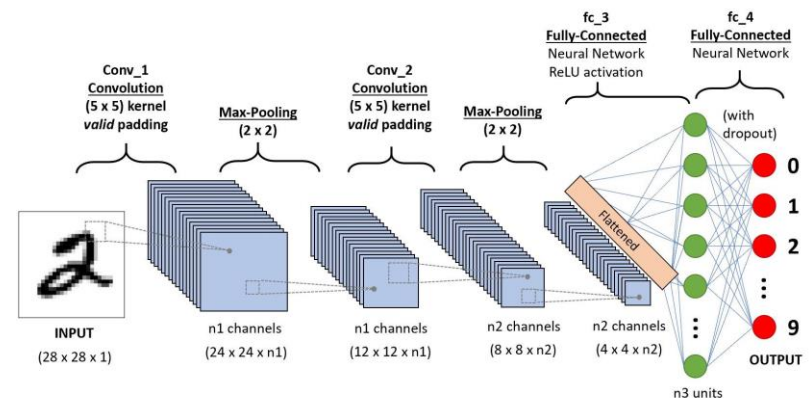 fc_3
Fully-Connected
Neural Network
ReLU activation
fc_4
Fully-Connected
Neural Network
Conv_1
Convolution
(5 x 5) kernel
valid padding
Max-Pooling
(2 x 2)
Conv_2
Convolution
(5 x 5) kernel
valid padding
Max-Pooling
(2 x 2)
(with
dropout)
Flattened
0
1
2
9
INPUT
(28 x 28 x 1)
n1 channels
(24 x 24 x n1)
n1 channels
(12 x 12 x n1)
n2 channels
(8 x 8 x n2)
n2 channels
(4 x 4 x n2)
OUTPUT
n3 units